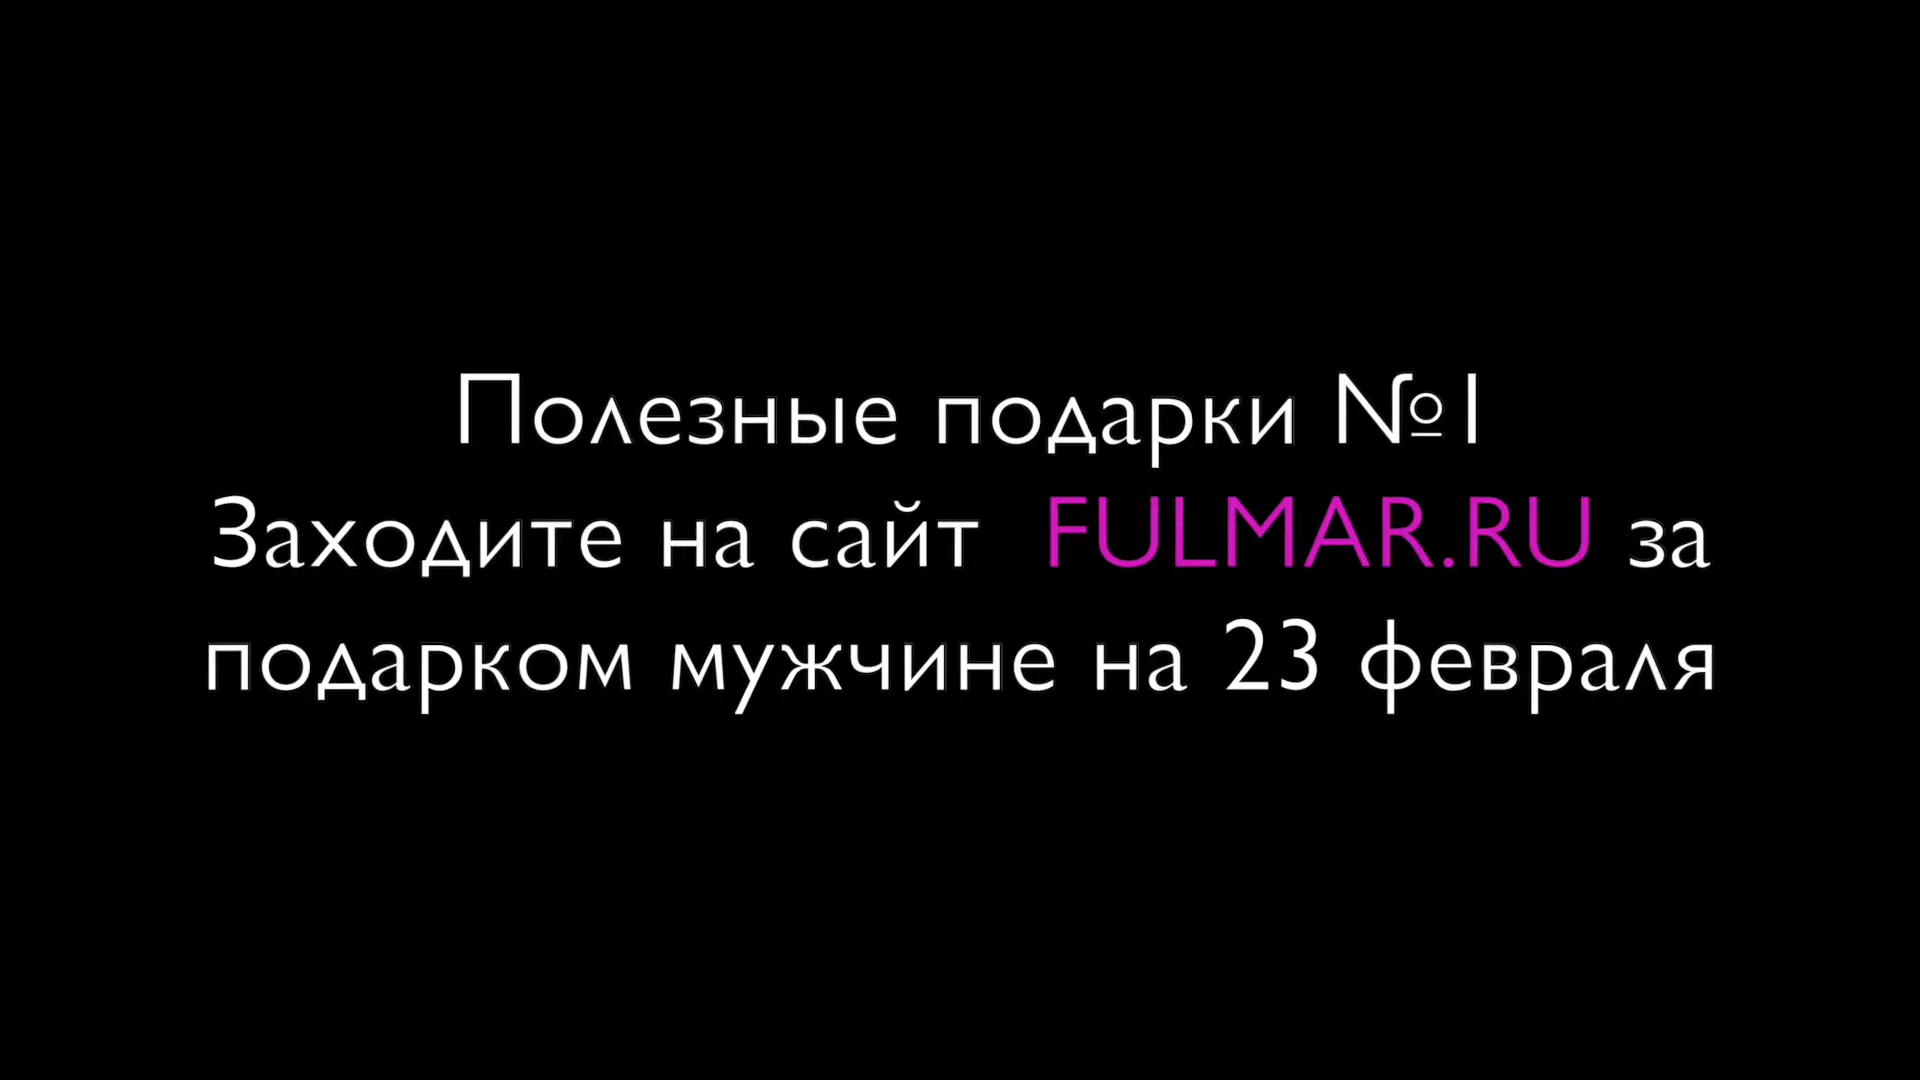 Полезные подарки №1
Заходите на сайт FULMAR.RU за
подарком мужчине на 23 февраля